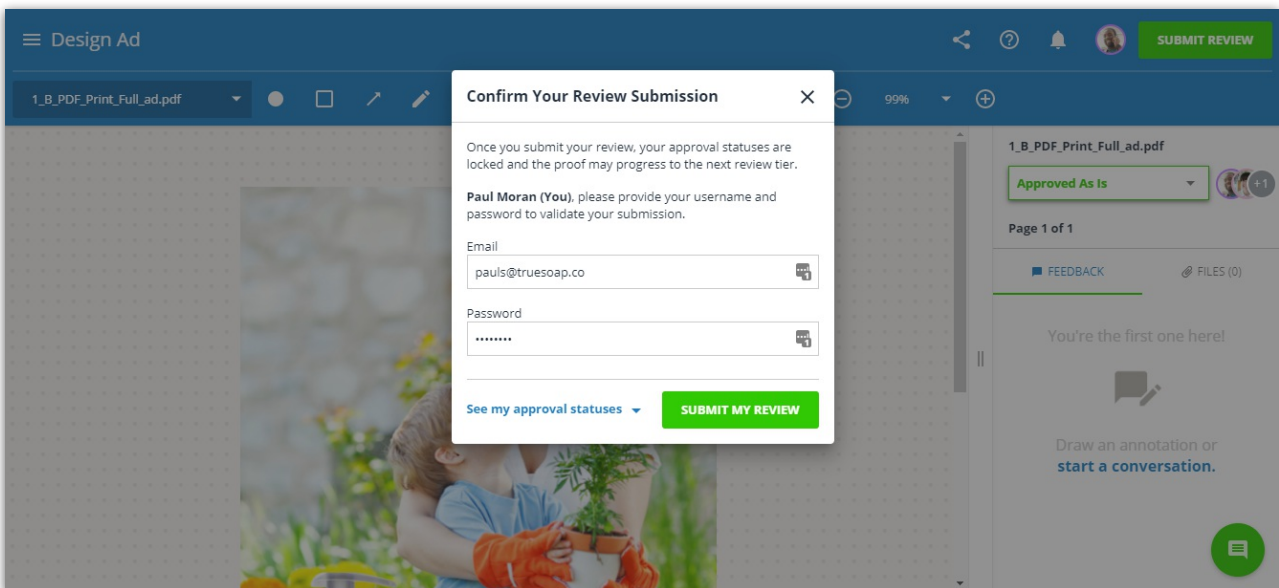 Design Ad
SUBMIT REVIEW
1_B_PDF_Print_Full_ad.pdf
99%
Confirm Your Review Submission
Once you submit your review, your approval statuses are
locked and the proof may progress to the next review tier.
Paul Moran (You), please provide your username and
password to validate your submission.
Email
pauls@truesoap.co
1
Password
••••••••
1
See my approval statuses
SUBMIT MY REVIEW
1_B_PDF_Print_Full_ad.pdf
Approved As Is
+1
Page 1 of 1
FEEDBACK
FILES (0)
You're the first one here!
Draw an annotation or
start a conversation.